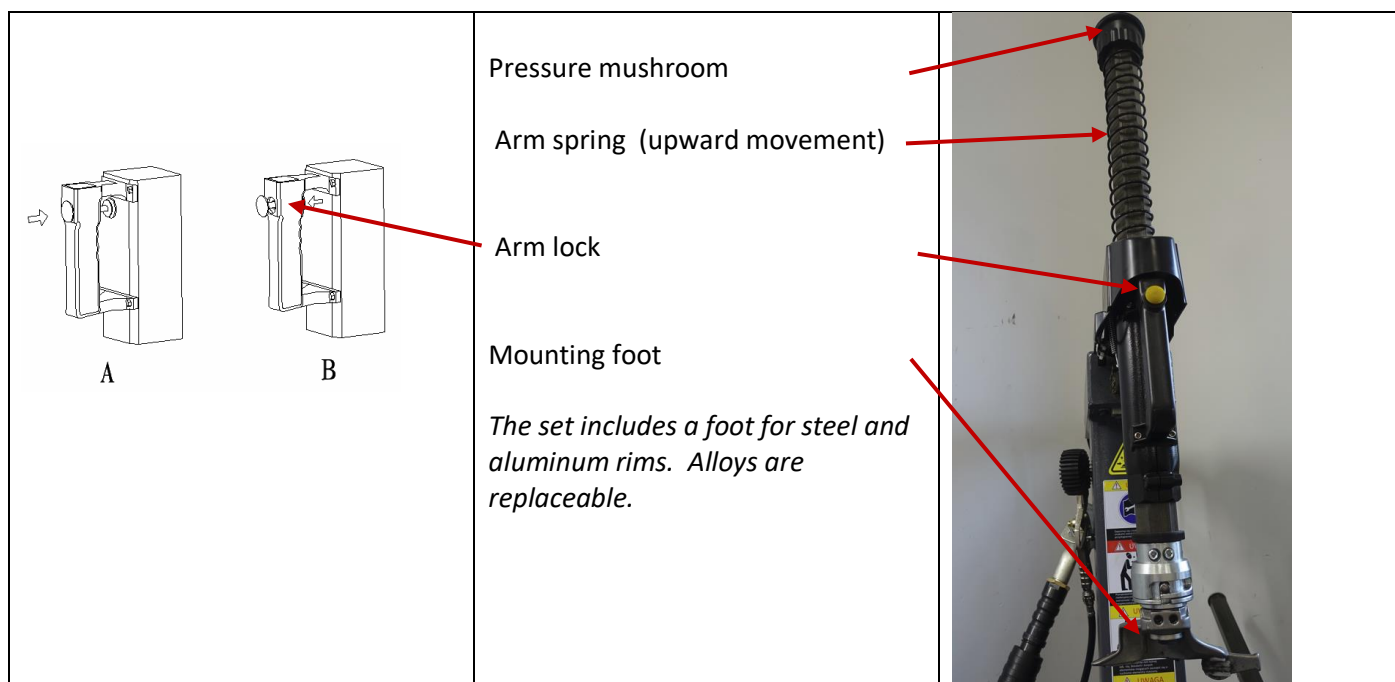 Pressure mushroom
Arm spring (upward movement)
Arm lock
Mounting foot
The set includes a foot for steel and
aluminum rims. Alloys are
replaceable.
A
B
UWAGA